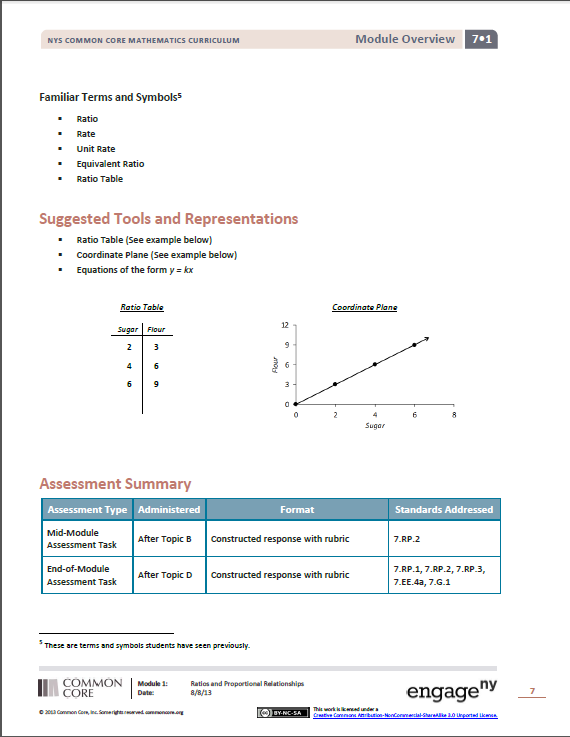 NYS COMMON CORE MATHEMATICS CURRICULUM
Module Overview 7•1
Familiar Terms and Symbols⁵
▪ Ratio
▪ Rate
▪ Unit Rate
▪ Equivalent Ratio
▪ Ratio Table
Suggested Tools and Representations
▪ Ratio Table (See example below)
▪ Coordinate Plane (See example below)
▪ Equations of the form y = kx
Ratio Table
Sugar Flour
2 3
4 6
6 9
Coordinate Plane
12
9
6
3
0
Flour
0 2 4 6 8
Sugar
Assessment Summary
Assessment Type Administered Format Standards Addressed
Mid-Module
Assessment Task
After Topic B
Constructed response with rubric
7.RP.2
End-of-Module
Assessment Task
After Topic D
Constructed response with rubric
7.RP.1, 7.RP.2, 7.RP.3,
7.EE.4a, 7.G.1
⁵ These are terms and symbols students have seen previously.
COMMON
CORE
Module 1: Ratios and Proportional Relationships
Date: 8/8/13
engage ny
7
© 2013 Common Core, Inc. Some rights reserved. commoncore.org
cc BY-NC-SA
This work is licensed under a
Creative Commons Attribution-NonCommercial-ShareAlike 3.0 Unported License.